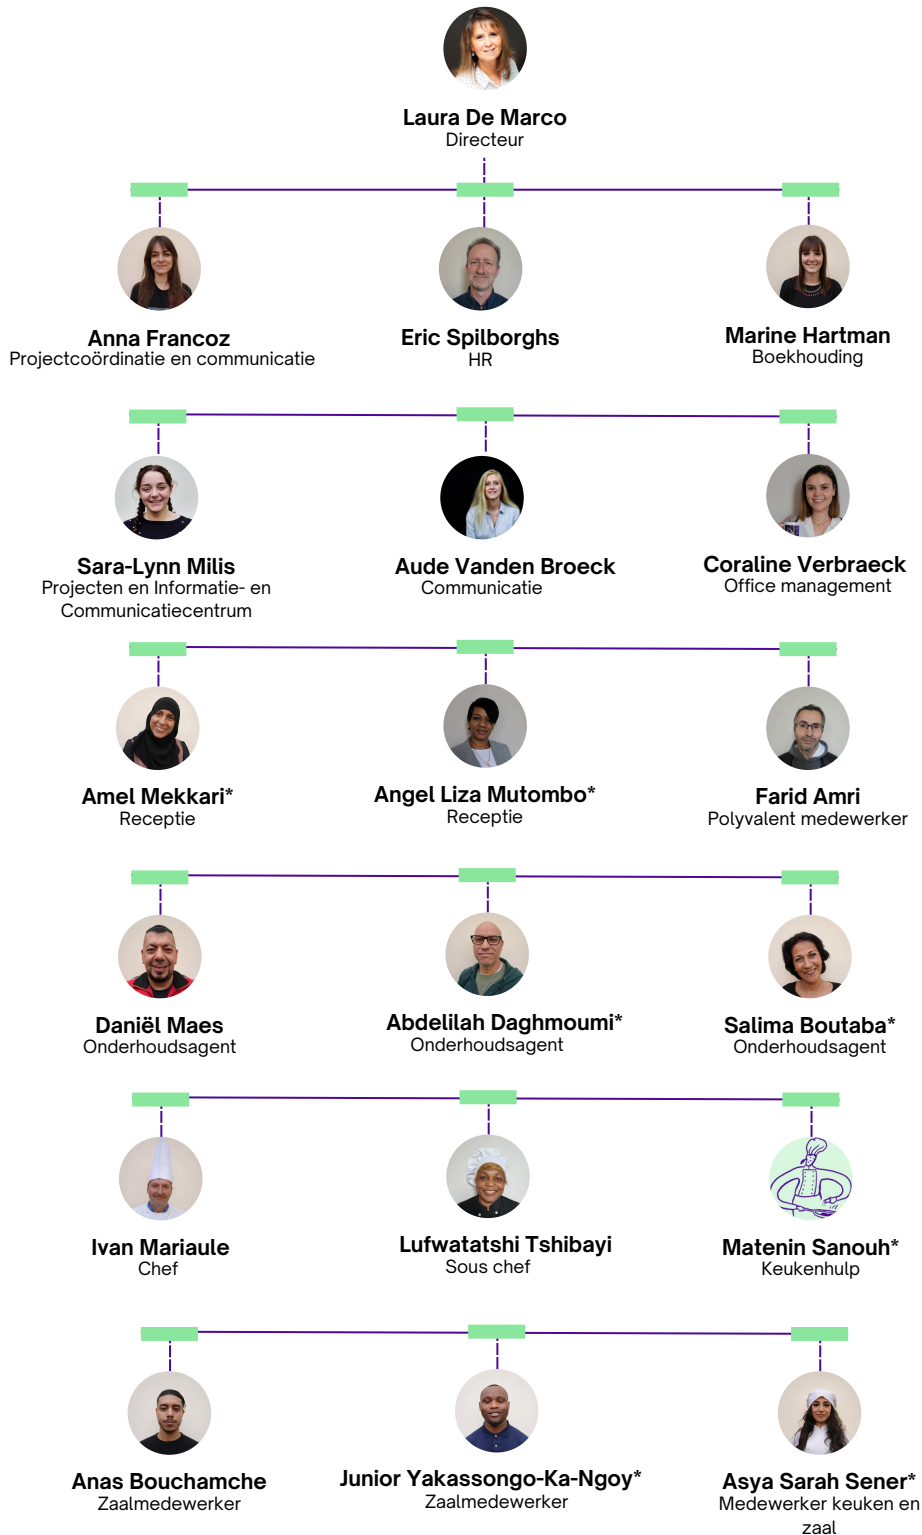 Laura De Marco
Directeur
Anna Francoz
Projectcoördinatie en communicatie
Eric Spilborghs
HR
Marine Hartman
Boekhouding
Sara-Lynn Milis
Projecten en Informatie- en
Communicatiecentrum
Aude Vanden Broeck
Communicatie
Coraline Verbraeck
Office management
Amel Mekkari*
Receptie
Angel Liza Mutombo*
Receptie
Farid Amri
Polyvalent medewerker
Daniël Maes
Onderhoudsagent
Abdelilah Daghmoumi*
Onderhoudsagent
Salima Boutaba*
Onderhoudsagent
Ivan Mariaule
Chef
Lufwatatshi Tshibayi
Sous chef
Matenin Sanouh*
Keukenhulp
Anas Bouchamche
Zaalmedewerker
Junior Yakassongo-Ka-Ngoy*
Zaalmedewerker
Asya Sarah Sener*
Medewerker keuken en
zaal